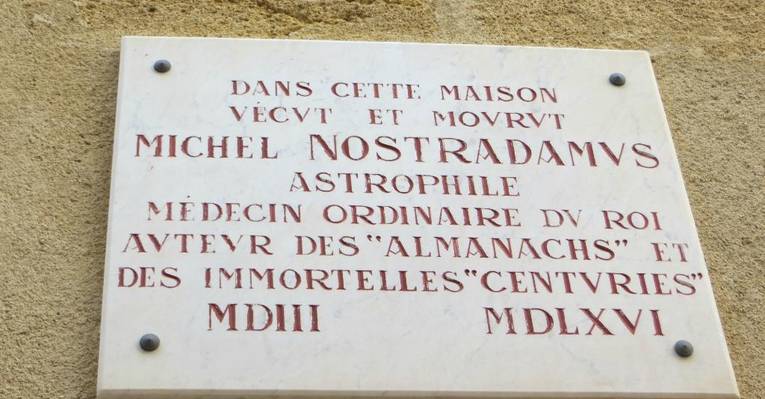 DANS CETTE MAISON
VÉCVT ET MOVRVT
MICHEL NOSTRADAMVS
ASTROPHILE
MÉDECIN ORDINAIRE DV ROI
AVTEVR DES "ALMANACHS" ET
DES IMMORTELLES "CENTVRIES"
MDIII MDLXVI